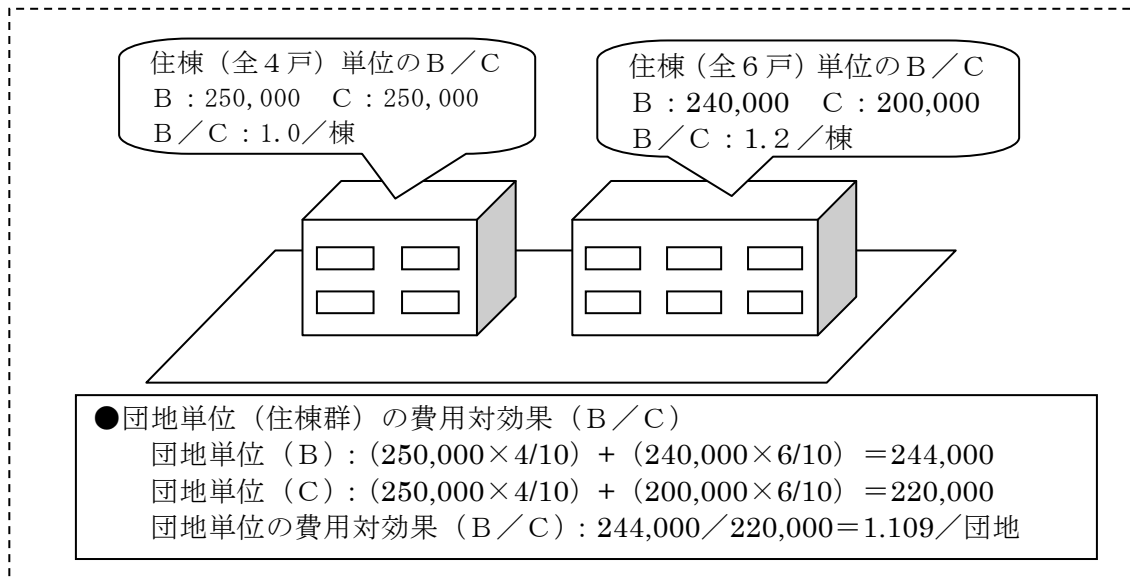 住棟（全４戸）単位のＢ／Ｃ
Ｂ：250,000　Ｃ：250,000
Ｂ／Ｃ：1.0／棟
住棟（全６戸）単位のＢ／Ｃ
Ｂ：240,000　Ｃ：200,000
Ｂ／Ｃ：1.２／棟
●団地単位（住棟群）の費用対効果（Ｂ／Ｃ）
団地単位（Ｂ）：（250,000×4/10）+（240,000×6/10）＝244,000
団地単位（Ｃ）：（250,000×4/10）+（200,000×6/10）＝220,000
団地単位の費用対効果（Ｂ／Ｃ）：244,000／220,000＝1.109／団地